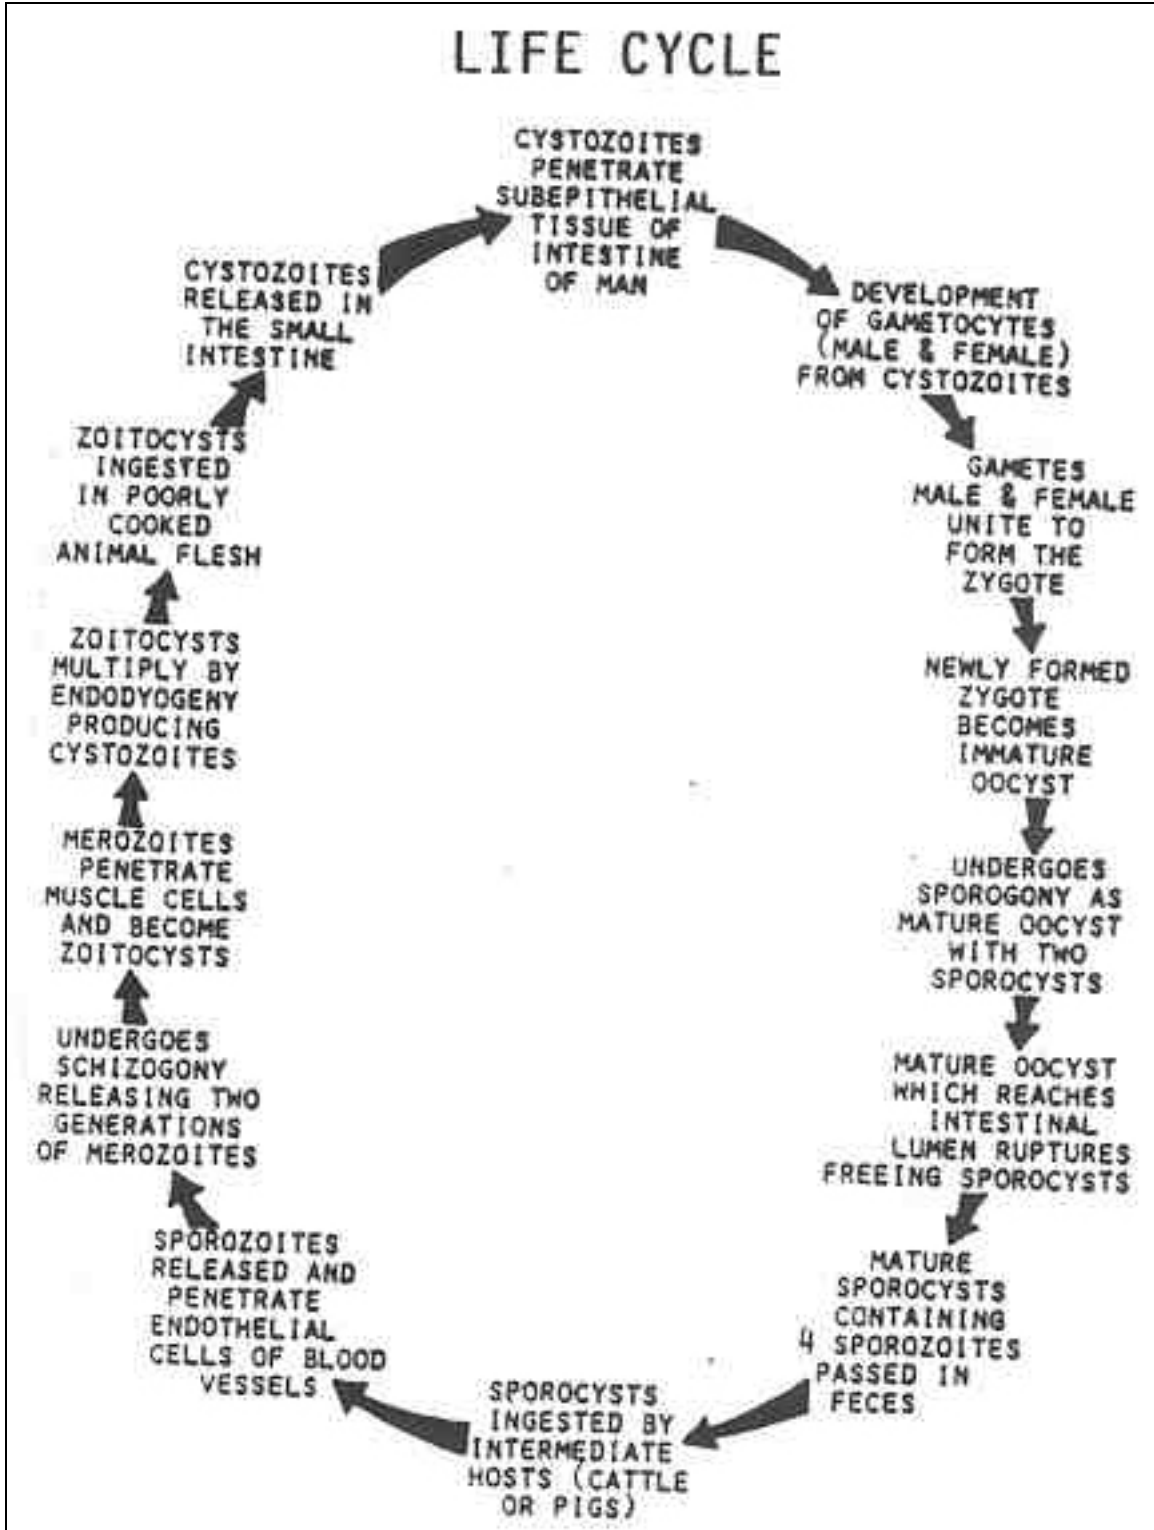 LIFE CYCLE
CYSTOZOITES
PENETRATE
SUBEPITHELIAL
TISSUE OF
INTESTINE
OF MAN
DEVELOPMENT
OF GAMETOCYTES
(MALE & FEMALE)
FROM CYSTOZOITES
GAMETES
MALE & FEMALE
UNITE TO
FORM THE
ZYGOTE
NEWLY FORMED
ZYGOTE
BECOMES
IMMATURE
OOCYST
UNDERGOES
SPOROGONY AS
MATURE OOCYST
WITH TWO
SPOROCYSTS
MATURE OOCYST
WHICH REACHES
INTESTINAL
LUMEN RUPTURES
FREEING SPOROCYSTS
MATURE
SPOROCYSTS
CONTAINING
4 SPOROZOITES
PASSED IN
FECES
SPOROCYSTS
INGESTED BY
INTERMEDIATE
HOSTS (CATTLE
OR PIGS)
SPOROZOITES
RELEASED AND
PENETRATE
ENDOTHELIAL
CELLS OF BLOOD
VESSELS
UNDERGOES
SCHIZOGONY
RELEASING TWO
GENERATIONS
OF MEROZOITES
MEROZOITES
PENETRATE
MUSCLE CELLS
AND BECOME
ZOITOCYSTS
ZOITOCYSTS
MULTIPLY BY
ENDODYOGENY
PRODUCING
CYSTOZOITES
ZOITOCYSTS
INGESTED
IN POORLY
COOKED
ANIMAL FLESH
CYSTOZOITES
RELEASED IN
THE SMALL
INTESTINE